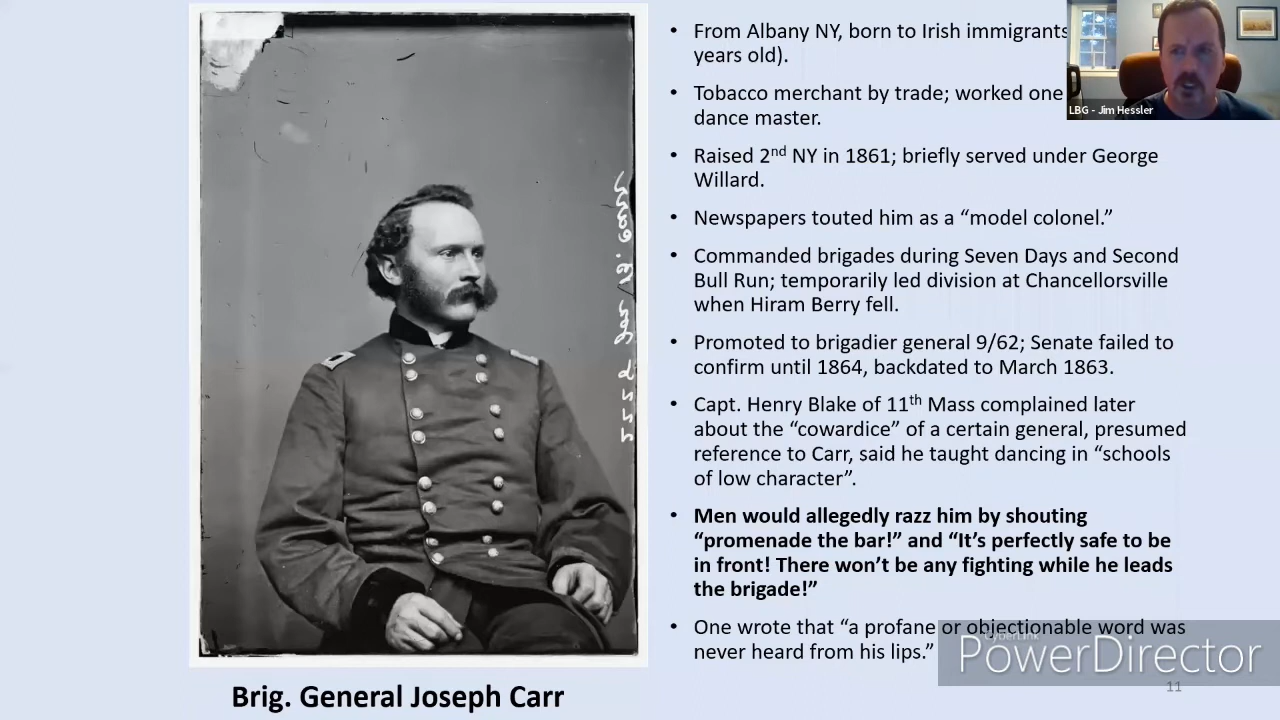 From Albany NY, born to Irish immigrants
years old).
Tobacco merchant by trade; worked one
dance master.
Raised 2nd NY in 1861; briefly served under George
Willard.
Newspapers touted him as a “model colonel.”
Commanded brigades during Seven Days and Second
Bull Run; temporarily led division at Chancellorsville
when Hiram Berry fell.
Promoted to brigadier general 9/62; Senate failed to
confirm until 1864, backdated to March 1863.
Capt. Henry Blake of 11th Mass complained later
about the “cowardice” of a certain general, presumed
reference to Carr, said he taught dancing in “schools
of low character”.
Men would allegedly razz him by shouting
“promenade the bar!” and “It’s perfectly safe to be
in front! There won’t be any fighting while he leads
the brigade!”
One wrote that “a profane or objectionable word was
never heard from his lips.”
Brig. General Joseph Carr
LBG - Jim Hessler
CyberLink
PowerDirector
11